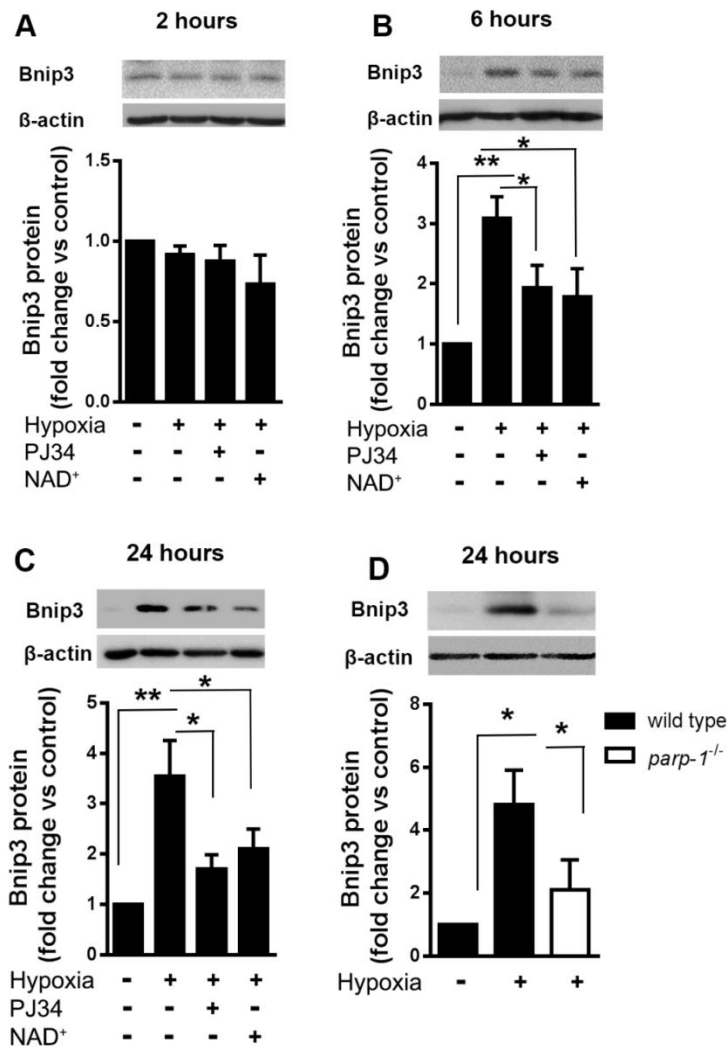 A
2 hours
Bnip3
ß-actin
Bnip3 protein
(fold change vs control)
1.5
1.0
0.5
0.0
Hypoxia - + + +
PJ34 - - + -
NAD⁺ - - - +
B
6 hours
Bnip3
β-actin
Bnip3 protein
(fold change vs control)
4
3
2
1
0
**
*
*
Hypoxia - + + +
PJ34 - - + -
NAD⁺ - - - +
C
24 hours
Bnip3
β-actin
Bnip3 protein
(fold change vs control)
5
4
3
2
1
0
**
*
*
Hypoxia - + + +
PJ34 - - + -
NAD⁺ - - - +
D
24 hours
Bnip3
β-actin
Bnip3 protein
(fold change vs control)
8
6
4
2
0
*
*
Hypoxia - + +
wild type
parp-1⁻/⁻